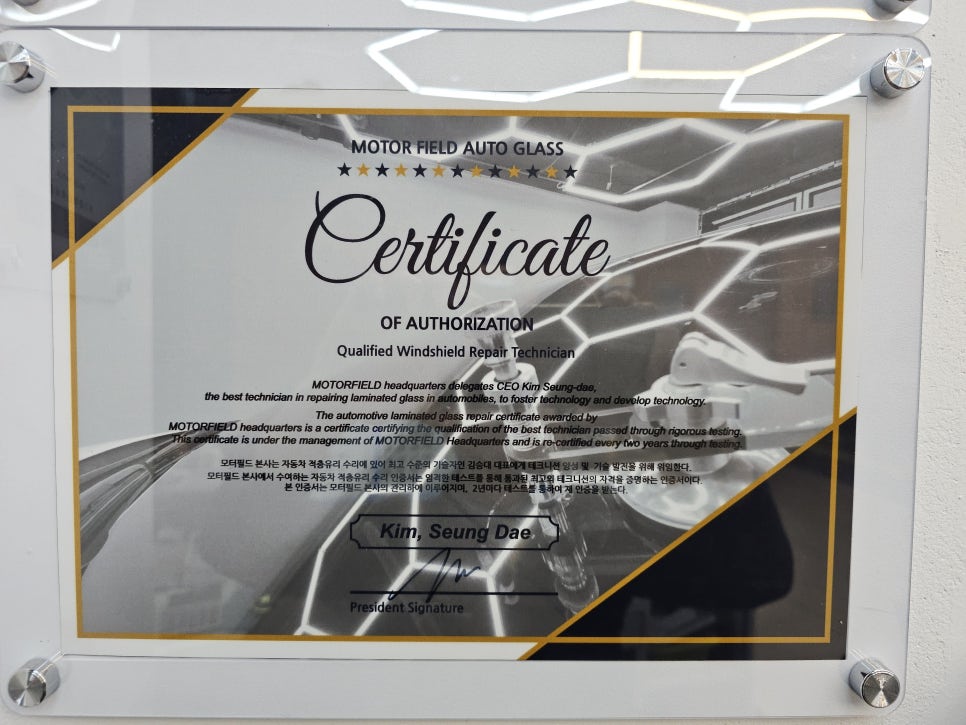 MOTOR FIELD AUTO GLASS
Certificate
OF AUTHORIZATION
Qualified Windshield Repair Technician
MOTORFIELD headquarters delegates CEO Kim Seung-dae,
the best technician in repairing laminated glass in automobiles, to foster technology and develop technology.
The automotive laminated glass repair certificate awarded by
MOTORFIELD headquarters is a certificate certifying the qualification of the best technician passed through rigorous testing.
This certificate is under the management of MOTORFIELD Headquarters and is re-certified every two years through testing.
모터필드 본사는 자동차 적층유리 수리에 있어 최고 수준의 기술자인 김승대 대표에게 테크니션 양성 및 기술 발전을 위해 위임한다.
모터필드 본사에서 수여하는 자동차 적층유리 수리 인증서는 엄격한 테스트를 통해 통과된 최고의 테크니션의 자격을 증명하는 인증서이다.
본 인증서는 모터필드 본사의 관리하에 이루어지며, 2년마다 테스트를 통하여 재 인증을 받는다.
Kim, Seung Dae
President Signature